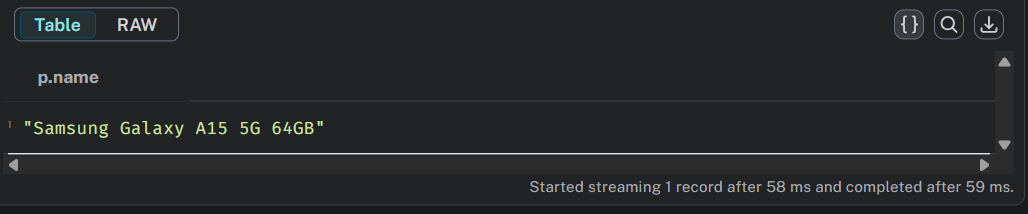 Table RAW
{}
p.name
1 "Samsung Galaxy A15 5G 64GB"
Started streaming 1 record after 58 ms and completed after 59 ms.